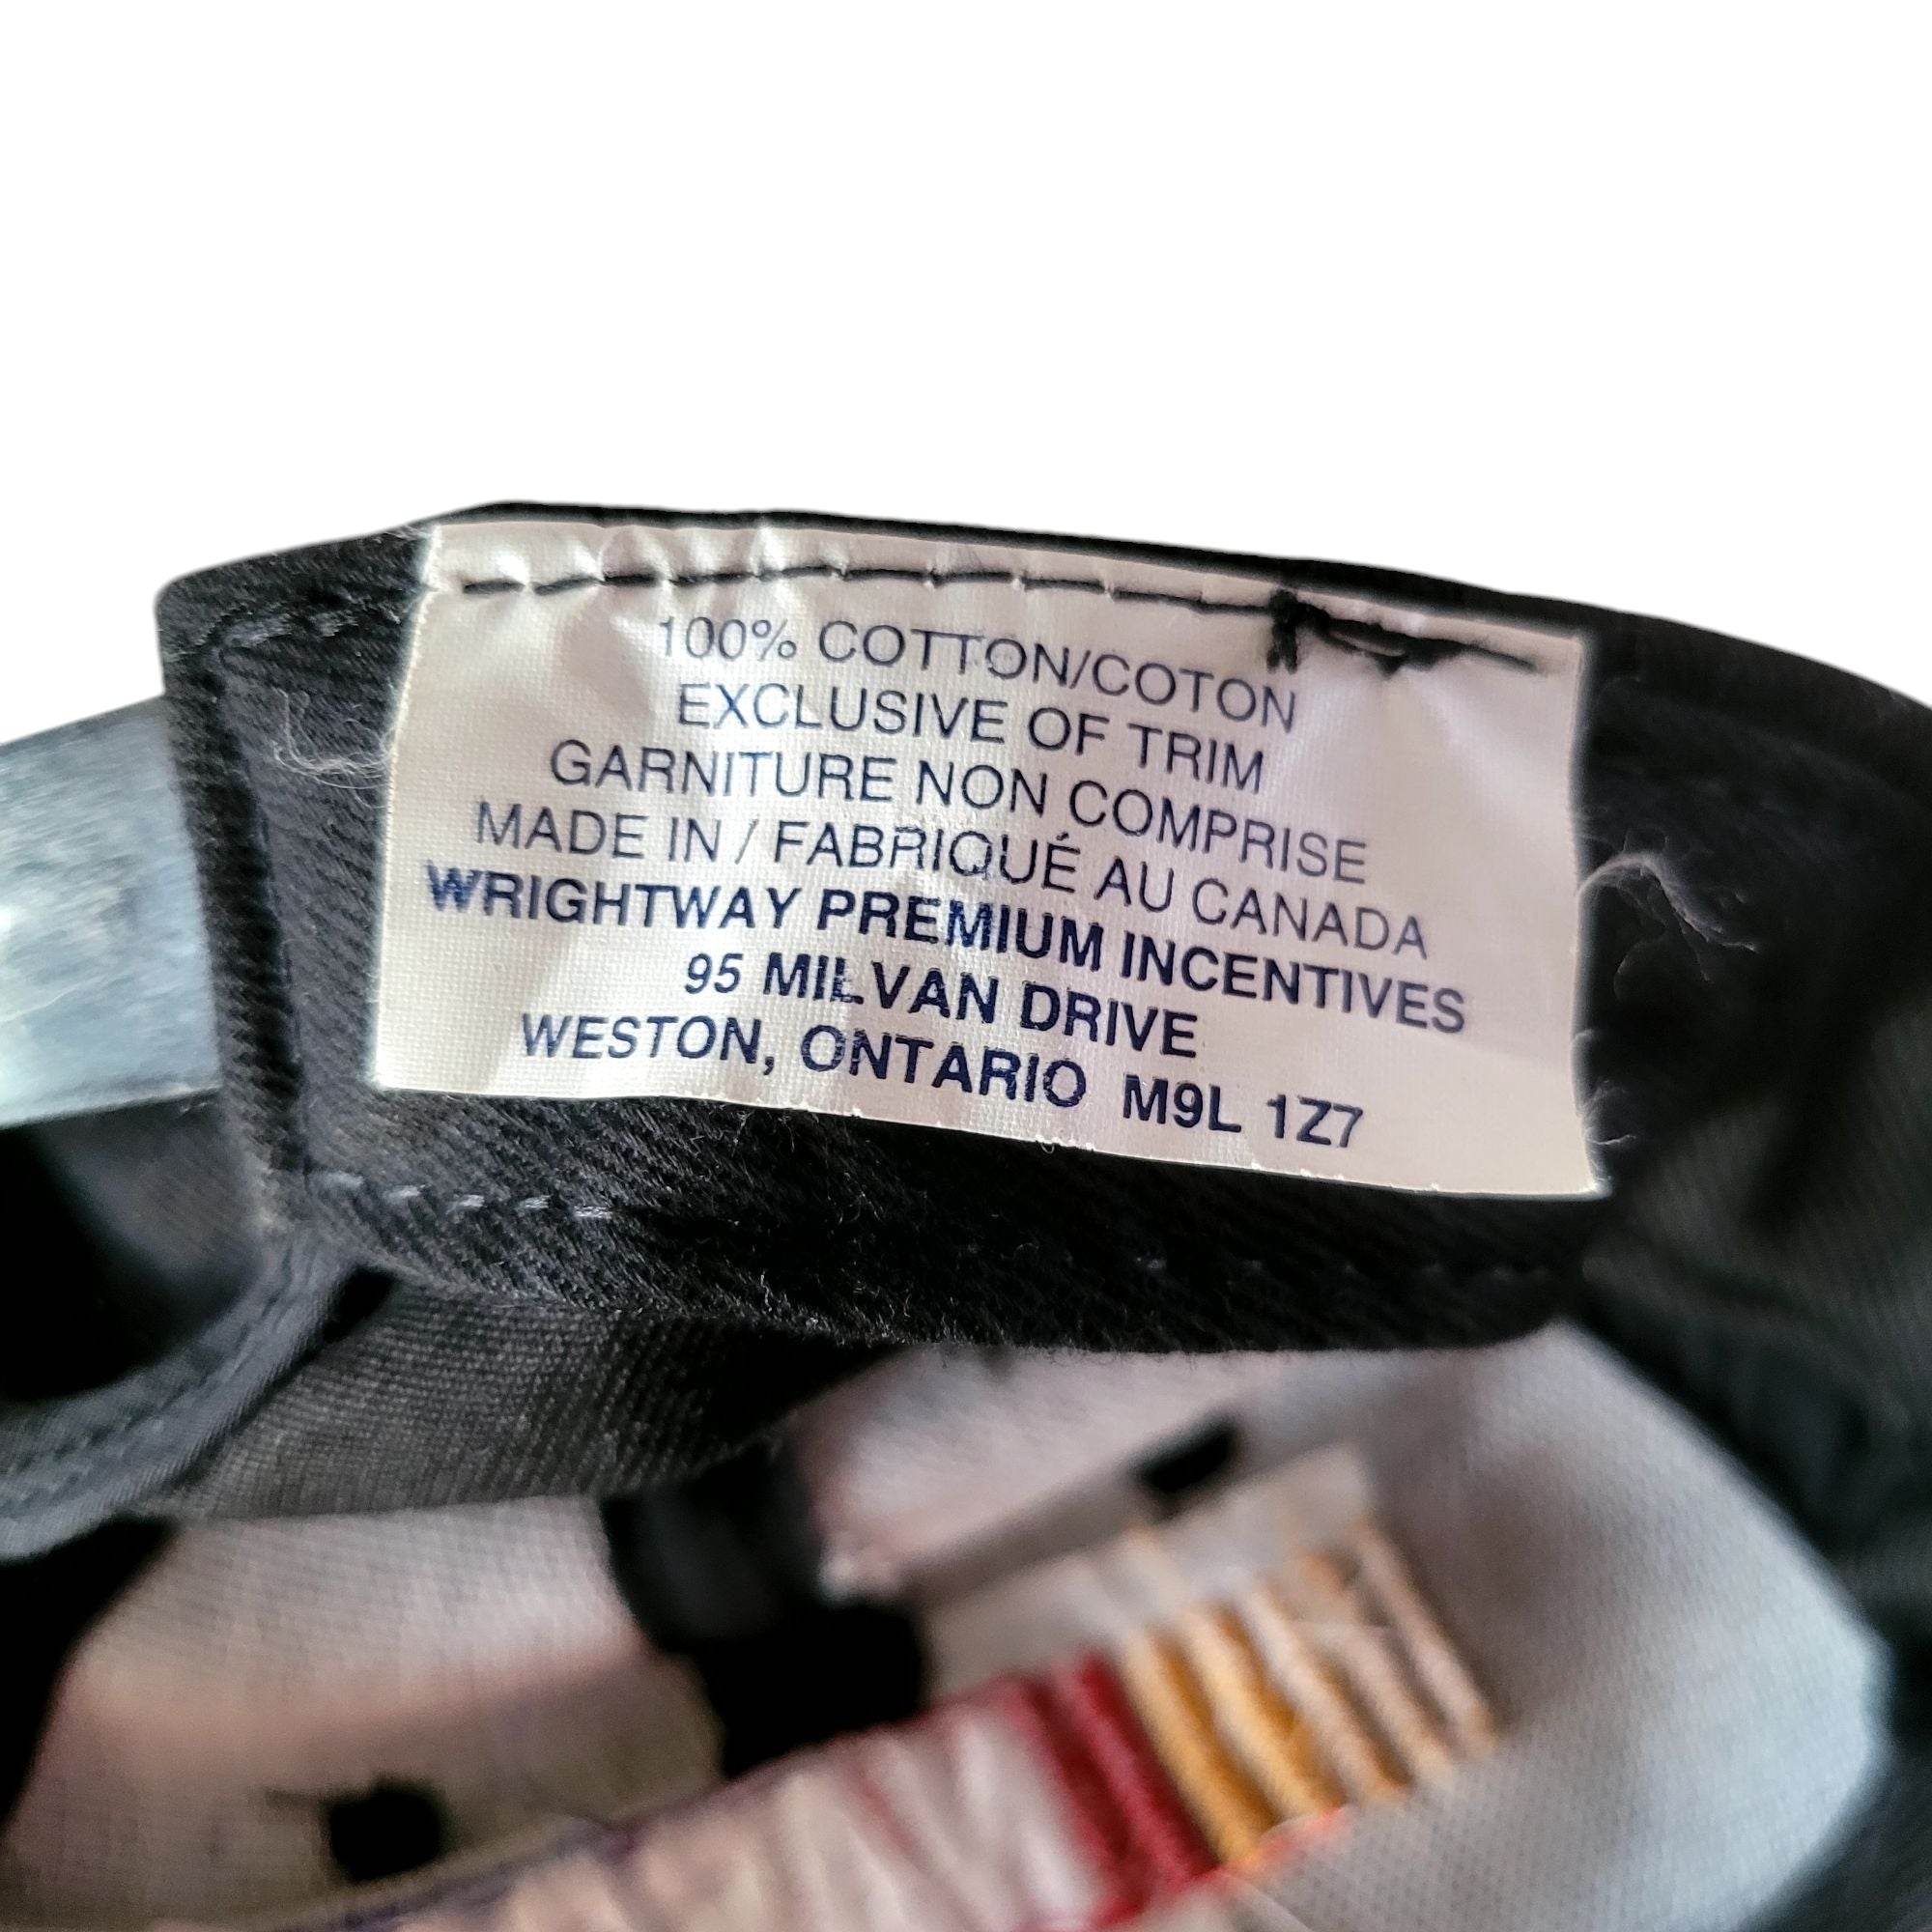 100% COTTON/COTON
EXCLUSIVE OF TRIM
GARNITURE NON COMPRISE
MADE IN / FABRIQUÉ AU CANADA
WRIGHTWAY PREMIUM INCENTIVES
95 MILVAN DRIVE
WESTON, ONTARIO M9L 1Z7